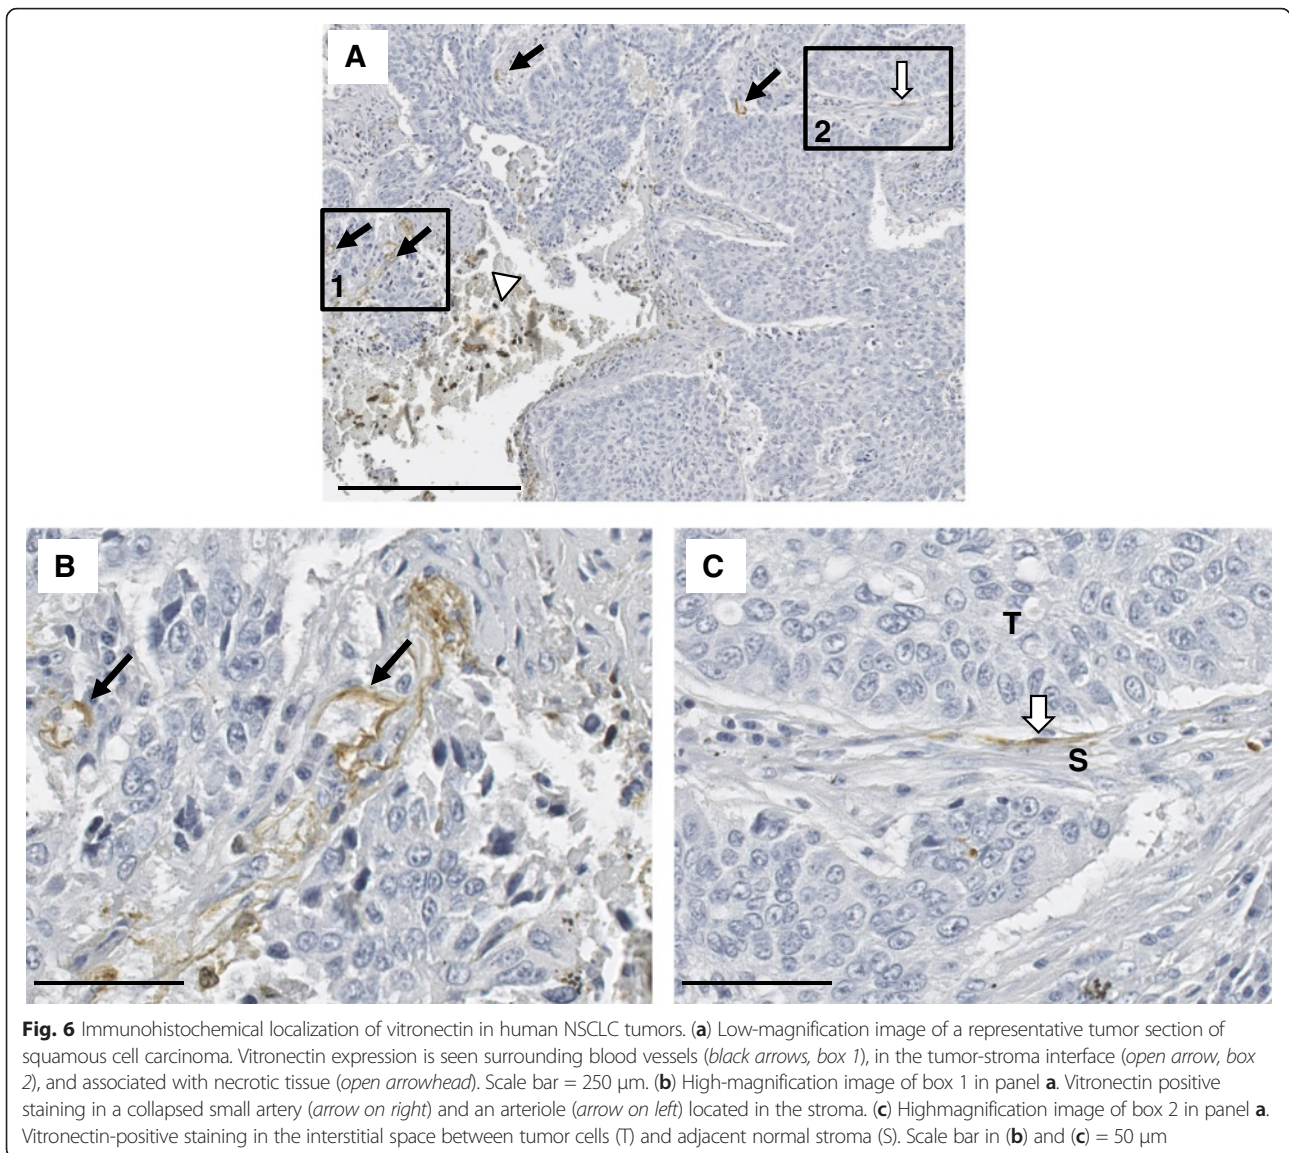 A
2
1
B
C
T
S
Fig. 6 Immunohistochemical localization of vitronectin in human NSCLC tumors. (a) Low-magnification image of a representative tumor section of
squamous cell carcinoma. Vitronectin expression is seen surrounding blood vessels (black arrows, box 1), in the tumor-stroma interface (open arrow, box
2), and associated with necrotic tissue (open arrowhead). Scale bar = 250 μm. (b) High-magnification image of box 1 in panel a. Vitronectin positive
staining in a collapsed small artery (arrow on right) and an arteriole (arrow on left) located in the stroma. (c) Highmagnification image of box 2 in panel a.
Vitronectin-positive staining in the interstitial space between tumor cells (T) and adjacent normal stroma (S). Scale bar in (b) and (c) = 50 μm